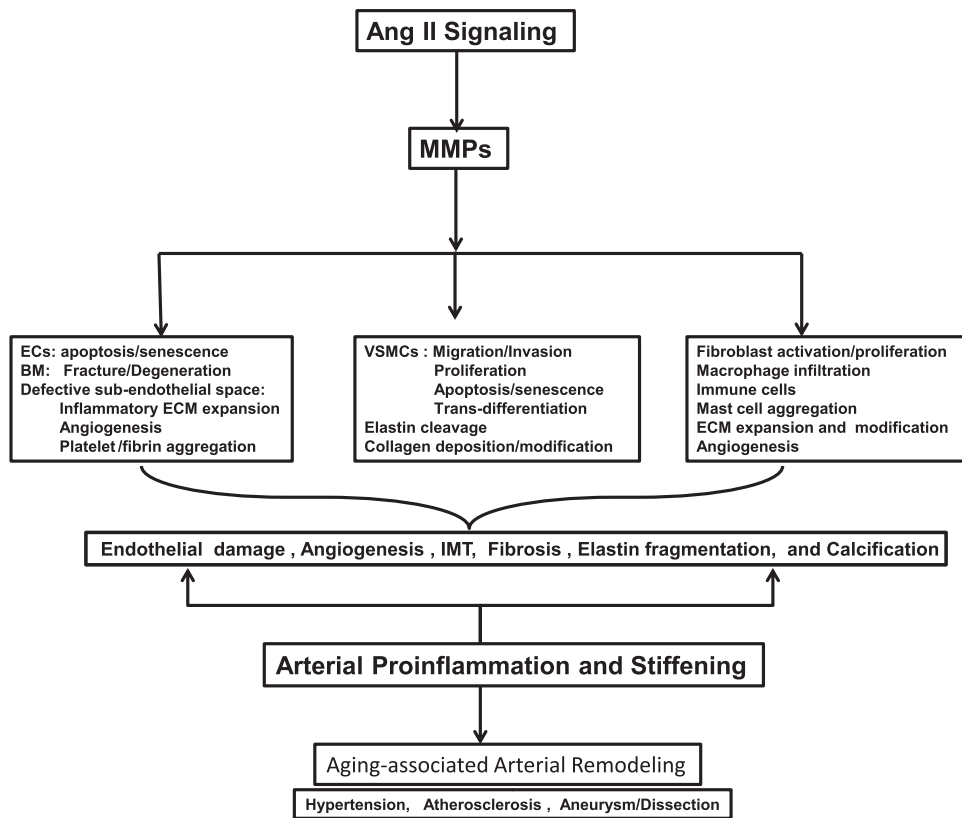 Ang II Signaling
MMPs
ECs: apoptosis/senescence
BM: Fracture/Degeneration
Defective sub-endothelial space:
Inflammatory ECM expansion
Angiogenesis
Platelet/fibrin aggregation
VSMCs : Migration/Invasion
Proliferation
Apoptosis/senescence
Trans-differentiation
Elastin cleavage
Collagen deposition/modification
Fibroblast activation/proliferation
Macrophage infiltration
Immune cells
Mast cell aggregation
ECM expansion and modification
Angiogenesis
Endothelial damage , Angiogenesis , IMT, Fibrosis , Elastin fragmentation, and Calcification
Arterial Proinflammation and Stiffening
Aging-associated Arterial Remodeling
Hypertension, Atherosclerosis , Aneurysm/Dissection